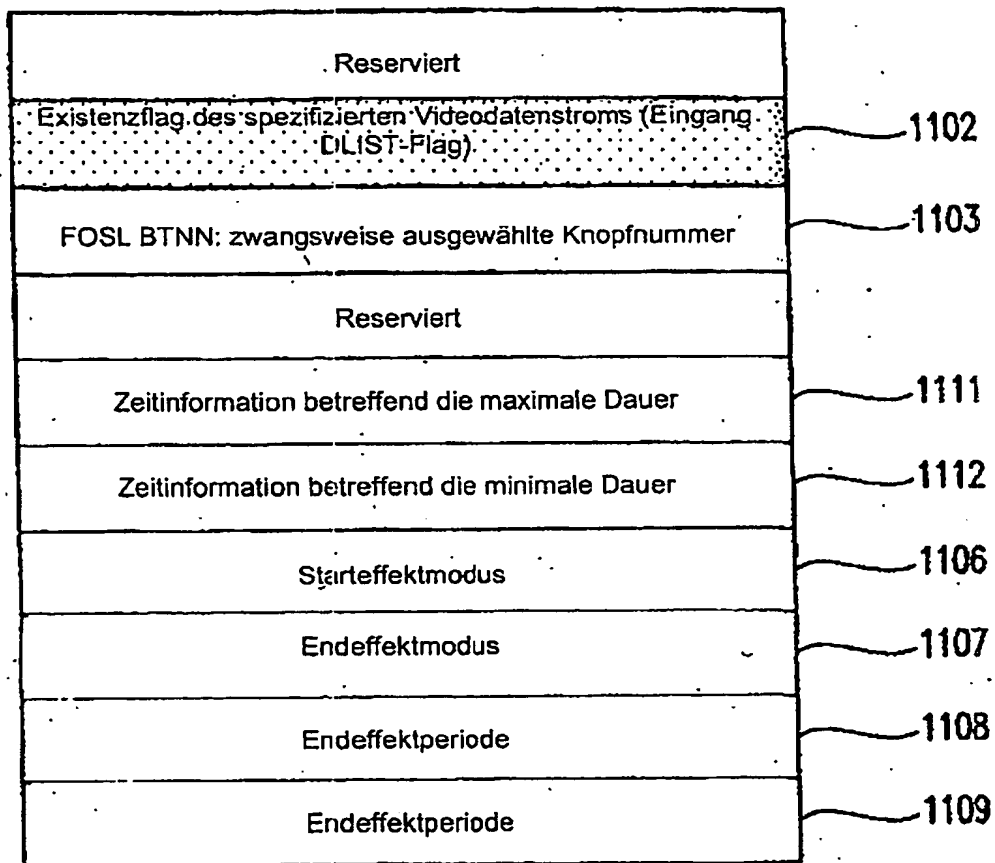 Reserviert
Existenzflag des spezifizierten Videodatenstroms (Eingang
DLIST-Flag)
1102
FOSL BTNN: zwangsweise ausgewählte Knopfnummer
1103
Reserviert
Zeitinformation betreffend die maximale Dauer
1111
Zeitinformation betreffend die minimale Dauer
1112
Starteffektmodus
1106
Endeffektmodus
1107
Endeffektperiode
1108
Endeffektperiode
1109